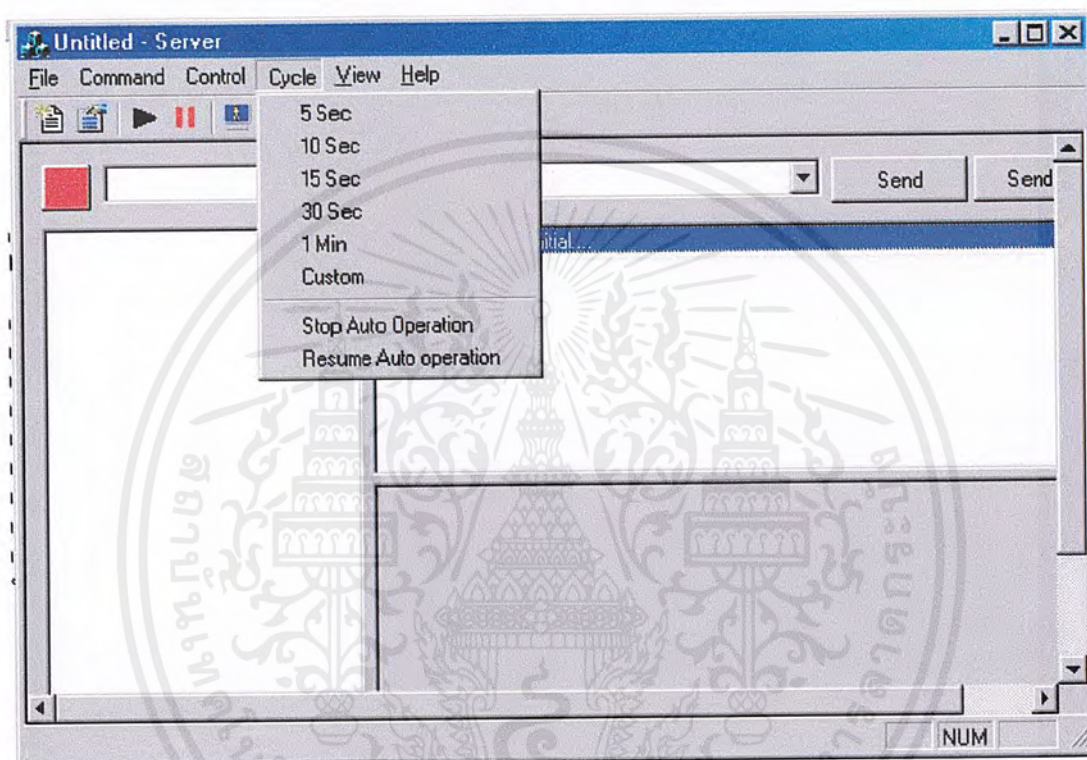 Untitled - Server
File Command Control Cycle View Help
5 Sec
10 Sec
15 Sec
30 Sec
1 Min
Custom
Stop Auto Operation
Resume Auto operation
Send Send
NUM